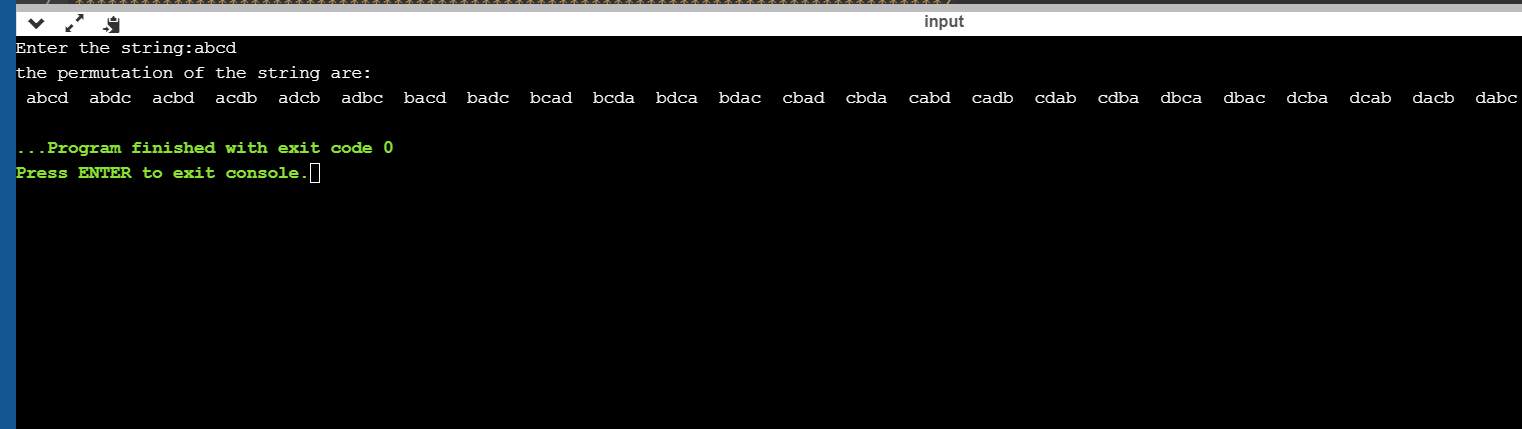 input
Enter the string:abcd
the permutation of the string are:
abcd abdc acbd acdb adcb adbc bacd badc bcad bcda bdca bdac cbad cbda cabd cadb cdab cdba dbca dbac dcba dcab dacb dabc
...Program finished with exit code 0
Press ENTER to exit console.